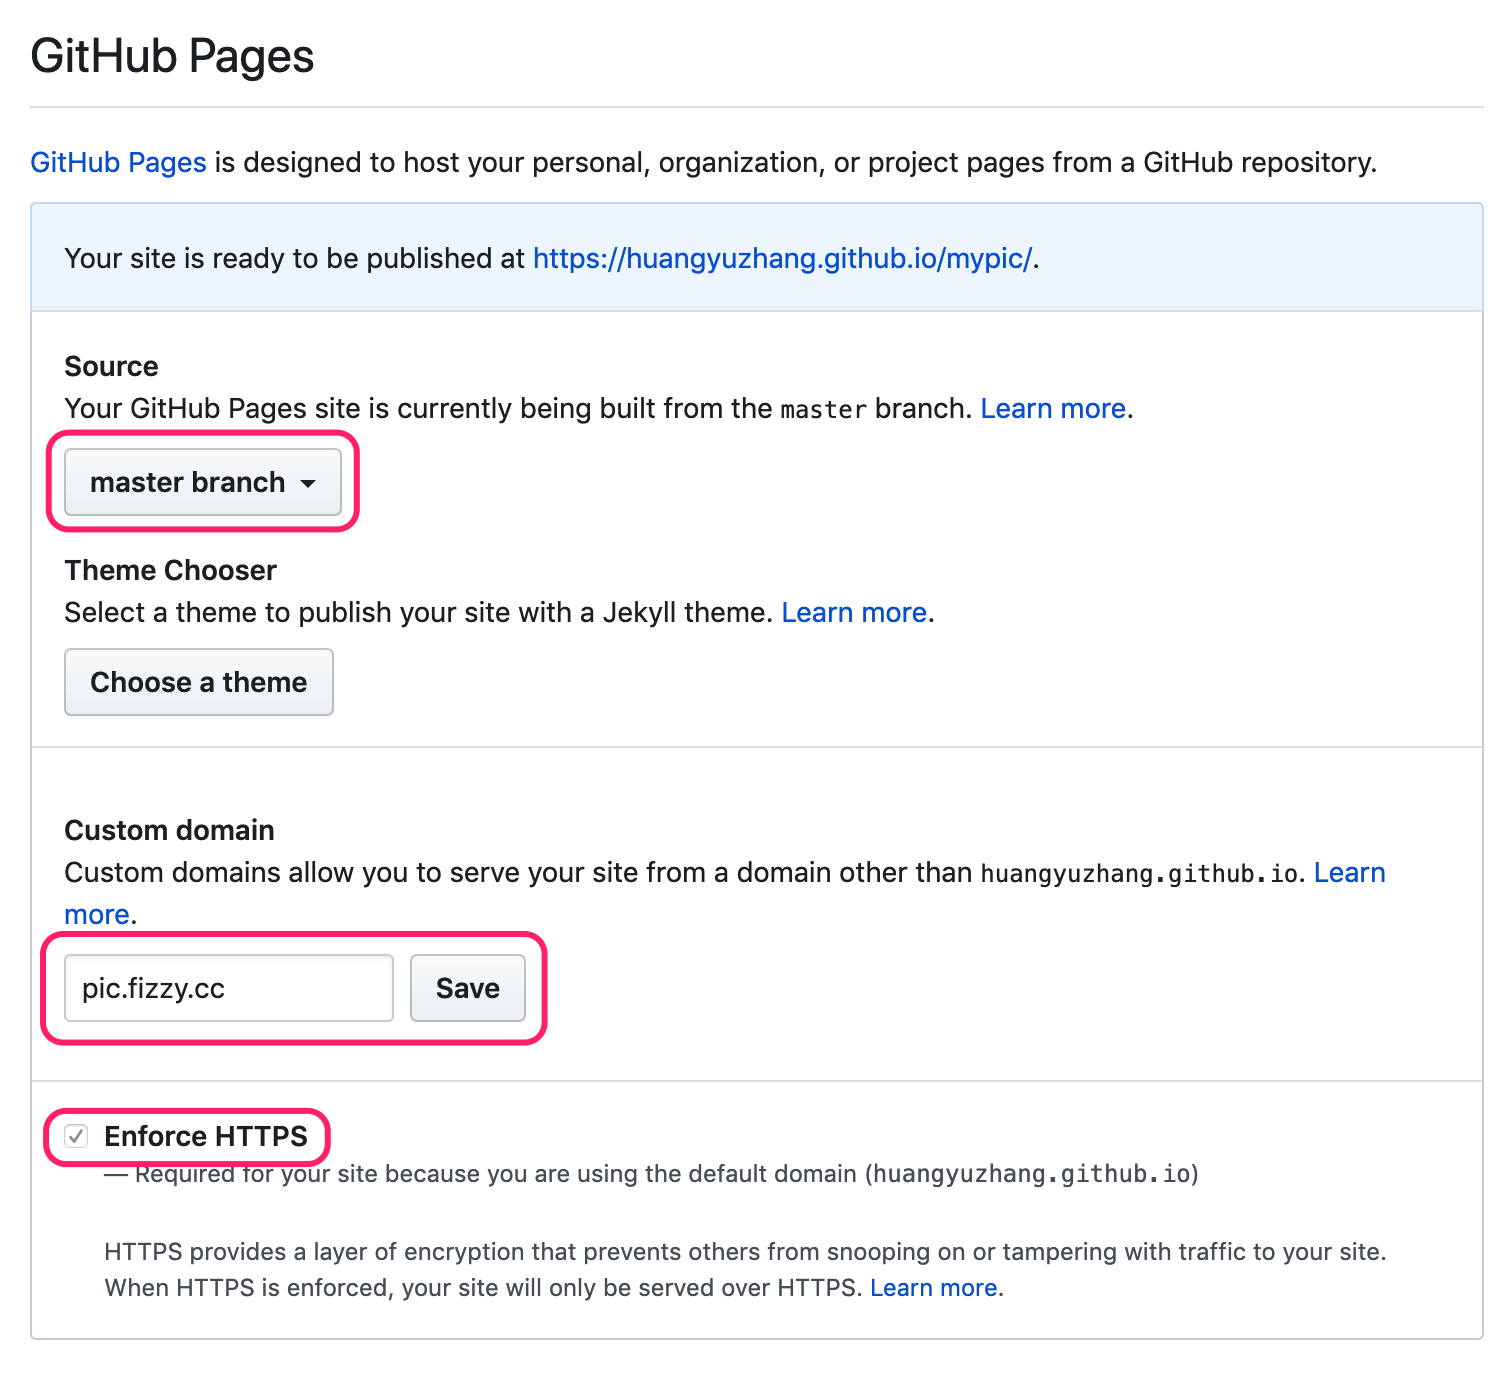 GitHub Pages
GitHub Pages is designed to host your personal, organization, or project pages from a GitHub repository.
Your site is ready to be published at https://huangyuzhang.github.io/mypic/.
Source
Your GitHub Pages site is currently being built from the master branch. Learn more.
master branch
Theme Chooser
Select a theme to publish your site with a Jekyll theme. Learn more.
Choose a theme
Custom domain
Custom domains allow you to serve your site from a domain other than huangyuzhang.github.io. Learn
more.
pic.fizzy.cc Save
Enforce HTTPS
— Required for your site because you are using the default domain (huangyuzhang.github.io)
HTTPS provides a layer of encryption that prevents others from snooping on or tampering with traffic to your site.
When HTTPS is enforced, your site will only be served over HTTPS. Learn more.